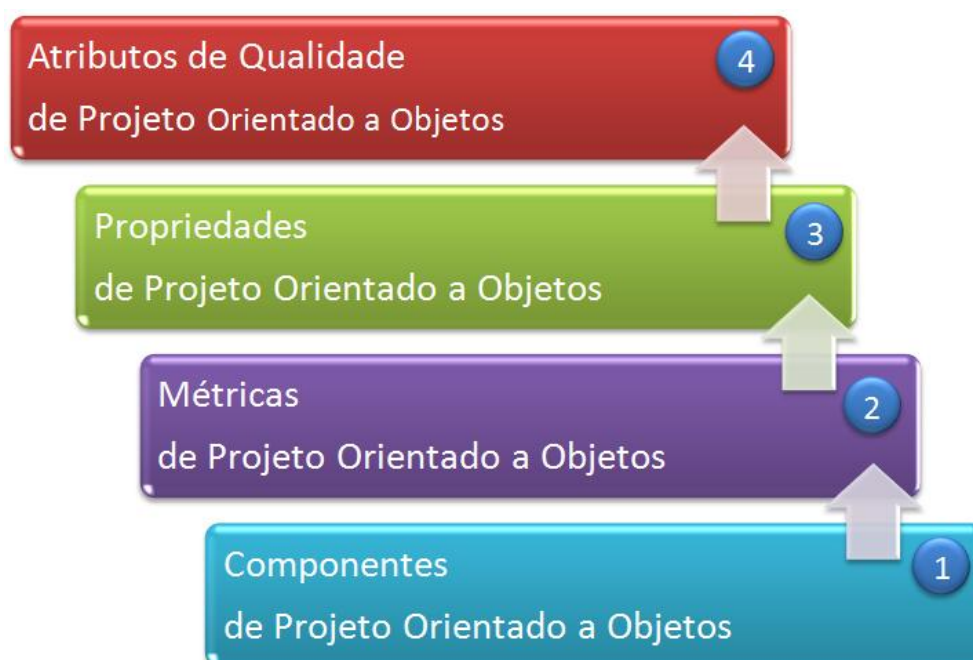 Atributos de Qualidade
4
de Projeto Orientado a Objetos
Propriedades
3
de Projeto Orientado a Objetos
Métricas
2
de Projeto Orientado a Objetos
Componentes
1
de Projeto Orientado a Objetos